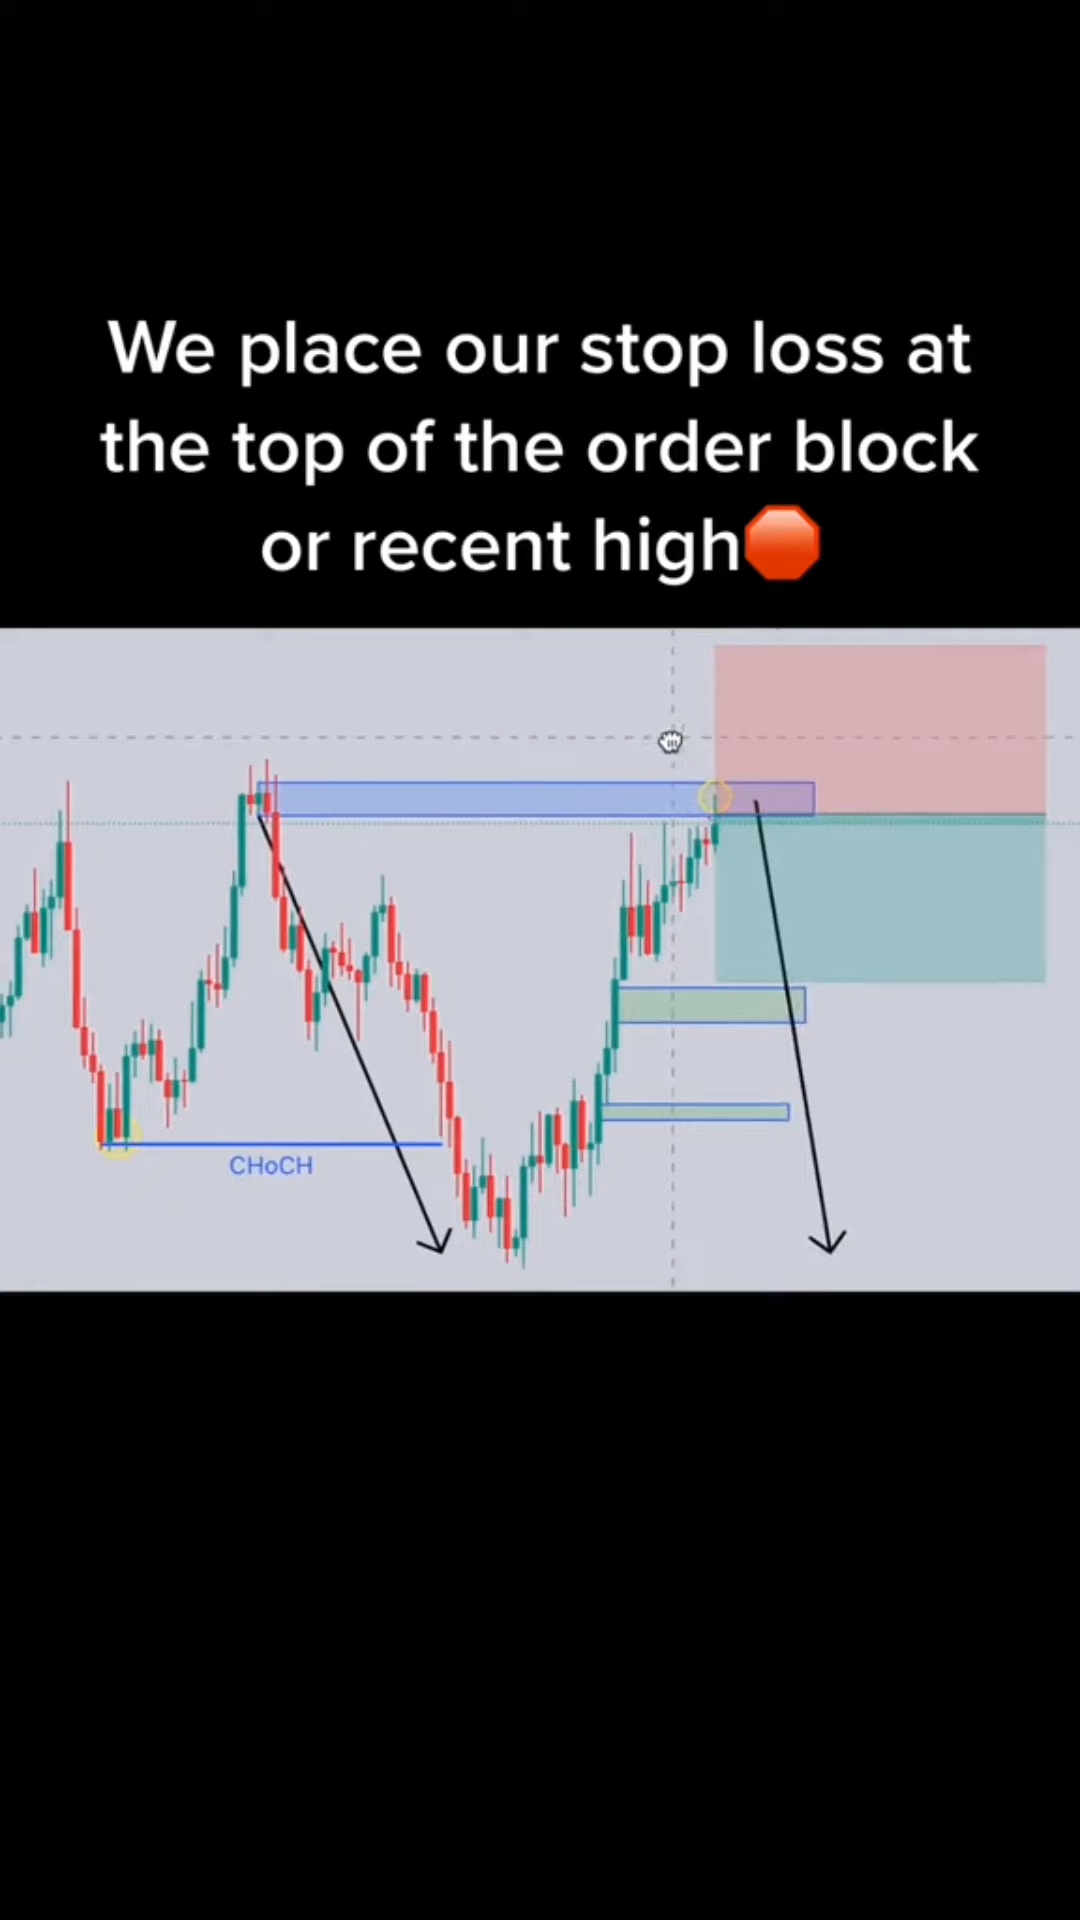 We place our stop loss at
the top of the order block
or recent high🛑
CHoCH